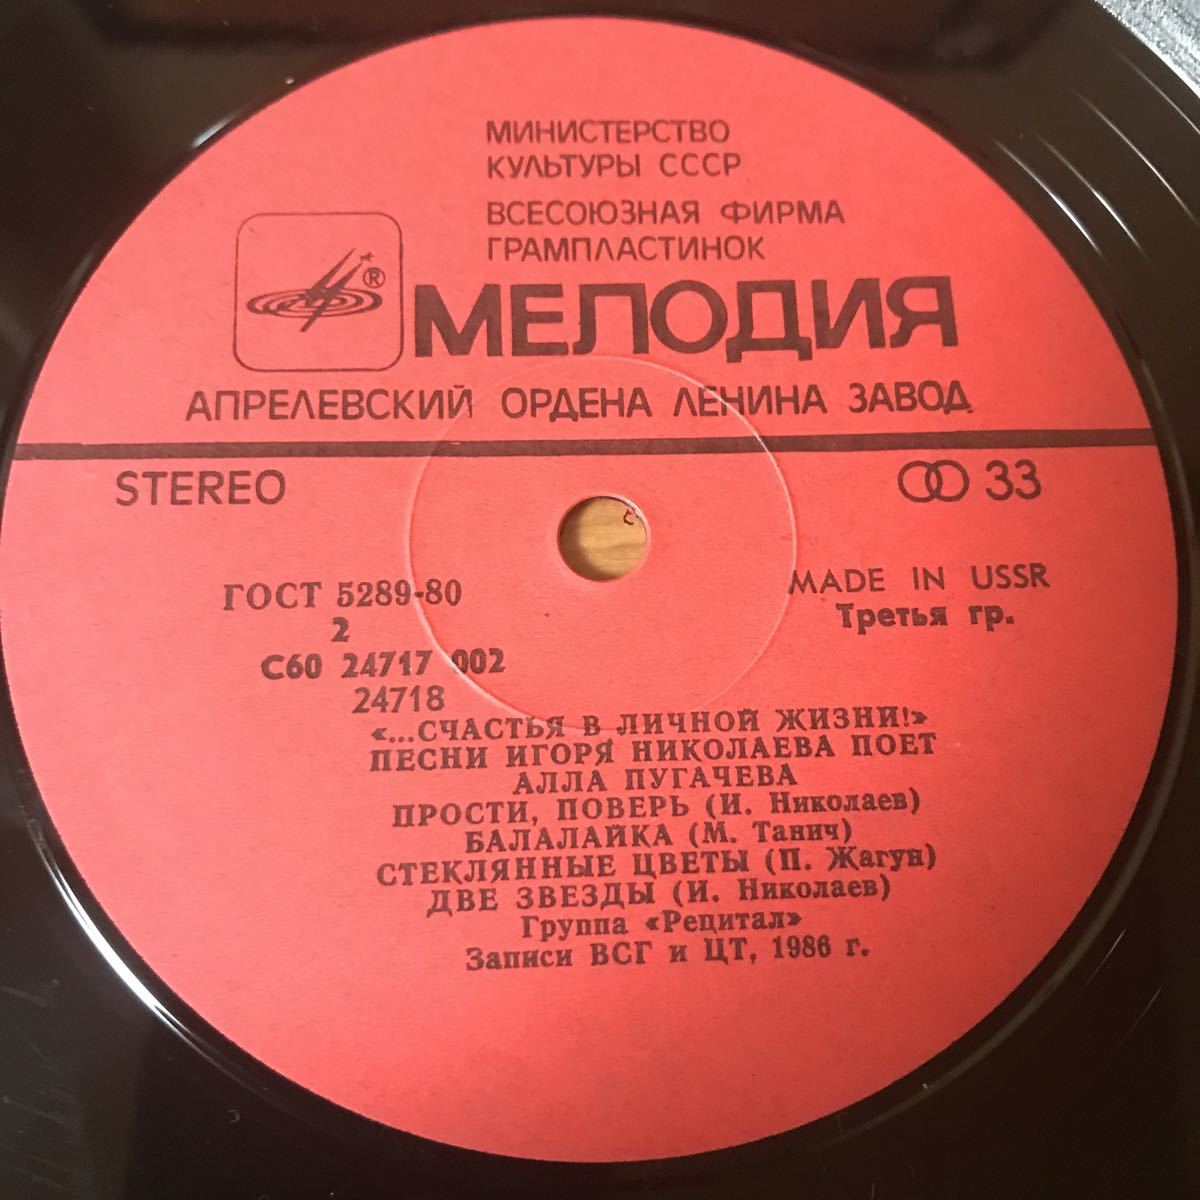 МИНИСТЕРСТВО
КУЛЬТУРЫ СССР
ВСЕСОЮЗНАЯ ФИРМА
ГРАМПЛАСТИНОК
®
МЕЛОДИЯ
АПРЕЛЕВСКИЙ ОРДЕНА ЛЕНИНА ЗАВОД
STEREO
33
ГОСТ 5289-80
MADE IN USSR
2
Третья гр.
С60 24717 002
24718
«...СЧАСТЬЯ В ЛИЧНОЙ ЖИЗНИ!»
ПЕСНИ ИГОРЯ НИКОЛАЕВА ПОЕТ
АЛЛА ПУГАЧЕВА
ПРОСТИ, ПОВЕРЬ (И. Николаев)
БАЛАЛАЙКА (М. Танич)
СТЕКЛЯННЫЕ ЦВЕТЫ (П. Жагун)
ДВЕ ЗВЕЗДЫ (И. Николаев)
Группа «Рецитал»
Записи ВСГ и ЦТ, 1986 г.